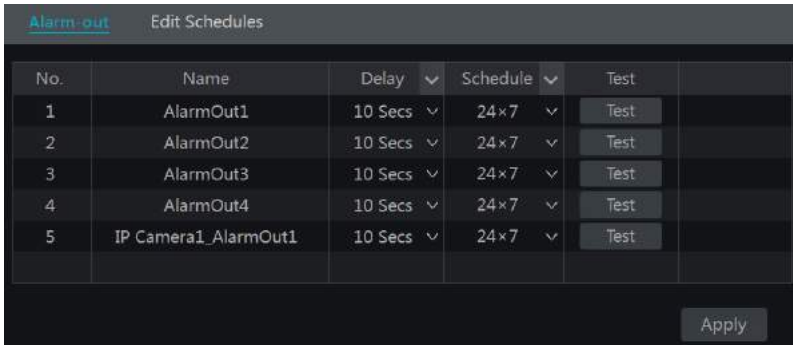 Alarm-out Edit Schedules
No. Name Delay Schedule Test
1 AlarmOut1 10 Secs 24×7 Test
2 AlarmOut2 10 Secs 24×7 Test
3 AlarmOut3 10 Secs 24×7 Test
4 AlarmOut4 10 Secs 24×7 Test
5 IP Camera1_AlarmOut1 10 Secs 24×7 Test
Apply